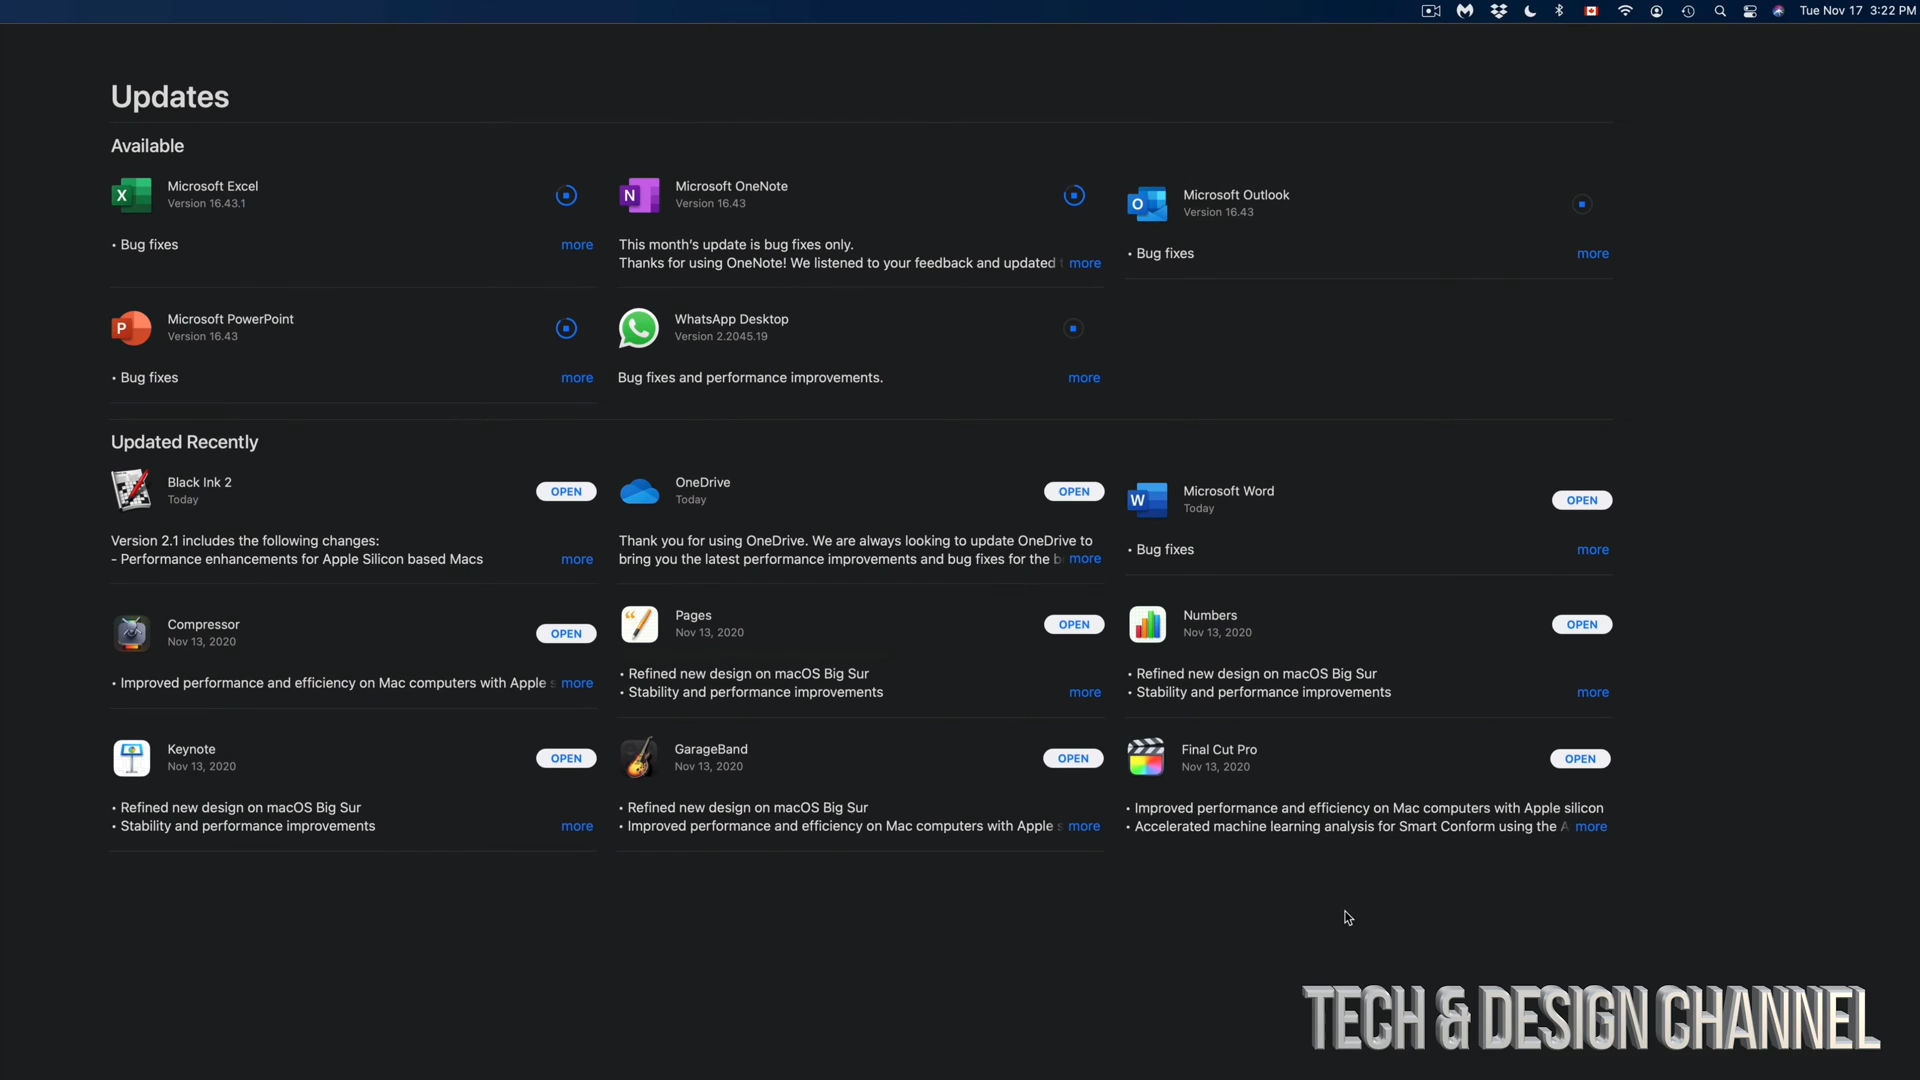 Tue Nov 17 3:22 PM
Updates
Available
Microsoft Excel
Version 16.43.1
• Bug fixes
more
Microsoft OneNote
Version 16.43
This month's update is bug fixes only.
Thanks for using OneNote! We listened to your feedback and updated
more
Microsoft Outlook
Version 16.43
• Bug fixes
more
Microsoft PowerPoint
Version 16.43
• Bug fixes
more
WhatsApp Desktop
Version 2.2045.19
Bug fixes and performance improvements.
more
Updated Recently
Black Ink 2
Today
OPEN
Version 2.1 includes the following changes:
- Performance enhancements for Apple Silicon based Macs
more
OneDrive
Today
OPEN
Thank you for using OneDrive. We are always looking to update OneDrive to
bring you the latest performance improvements and bug fixes for the
more
Microsoft Word
Today
OPEN
• Bug fixes
more
Compressor
Nov 13, 2020
OPEN
• Improved performance and efficiency on Mac computers with Apple
more
Pages
Nov 13, 2020
OPEN
• Refined new design on macOS Big Sur
• Stability and performance improvements
more
Numbers
Nov 13, 2020
OPEN
• Refined new design on macOS Big Sur
• Stability and performance improvements
more
Keynote
Nov 13, 2020
OPEN
• Refined new design on macOS Big Sur
• Stability and performance improvements
more
GarageBand
Nov 13, 2020
OPEN
• Refined new design on macOS Big Sur
• Improved performance and efficiency on Mac computers with Apple
more
Final Cut Pro
Nov 13, 2020
OPEN
• Improved performance and efficiency on Mac computers with Apple silicon
• Accelerated machine learning analysis for Smart Conform using the
more
TECH & DESIGN CHANNEL